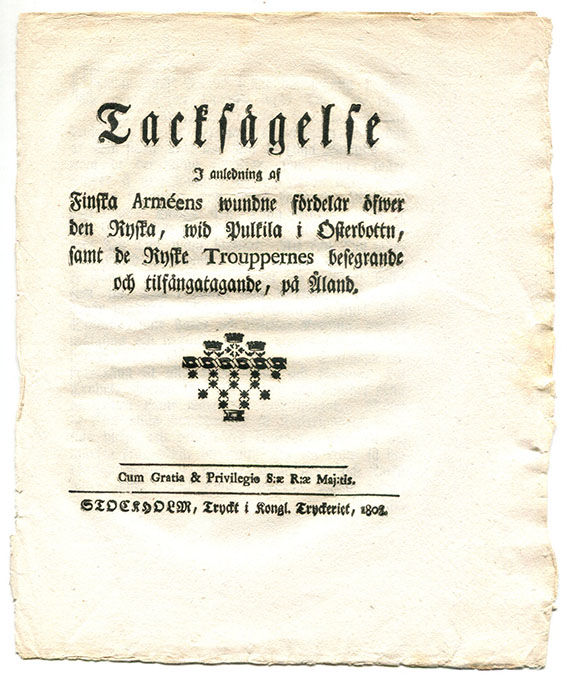 Tacksägelse
I anledning af
Finska Arméens wundne fördelar öfwer
den Ryska, wid Pulkila i Österbottn,
samt de Ryske Trouppernes besegrande
och tilfångatagande, på Åland.
Cum Gratia & Privilegio S:æ R:æ Maj:tis.
STOCKHOLM, Tryckt i Kongl. Tryckeriet, 1808.